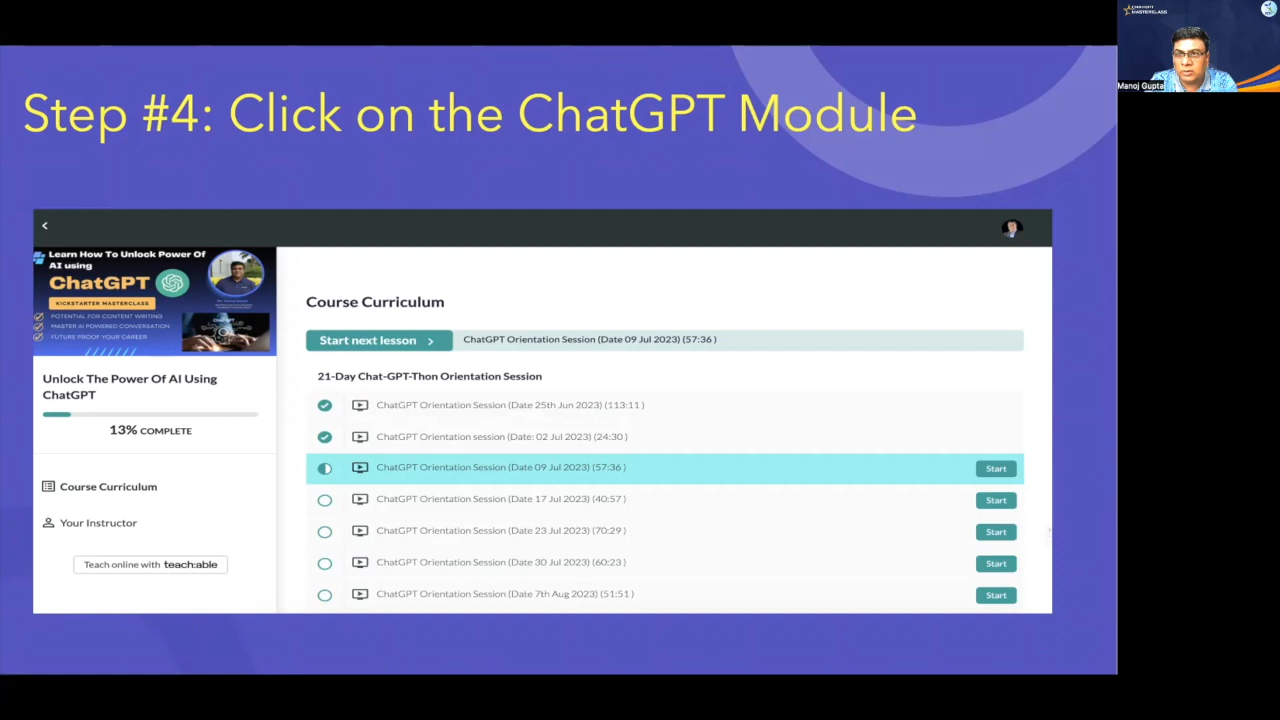 CHATGPT
MASTERCLASS
Manoj Gupta
Step #4: Click on the ChatGPT Module
Learn How To Unlock Power Of
AI using
ChatGPT
KICKSTARTER MASTERCLASS
POTENTIAL FOR CONTENT WRITING
MASTER AI POWERED CONVERSATION
FUTURE PROOF YOUR CAREER
Unlock The Power Of AI Using
ChatGPT
13% COMPLETE
Course Curriculum
Your Instructor
Teach online with teach:able
Course Curriculum
Start next lesson > ChatGPT Orientation Session (Date 09 Jul 2023) (57:36 )
21-Day Chat-GPT-Thon Orientation Session
ChatGPT Orientation Session (Date 25th Jun 2023) (113:11 )
ChatGPT Orientation session (Date: 02 Jul 2023) (24:30 )
ChatGPT Orientation Session (Date 09 Jul 2023) (57:36 ) Start
ChatGPT Orientation Session (Date 17 Jul 2023) (40:57 ) Start
ChatGPT Orientation Session (Date 23 Jul 2023) (70:29 ) Start
ChatGPT Orientation Session (Date 30 Jul 2023) (60:23 ) Start
ChatGPT Orientation Session (Date 7th Aug 2023) (51:51 ) Start